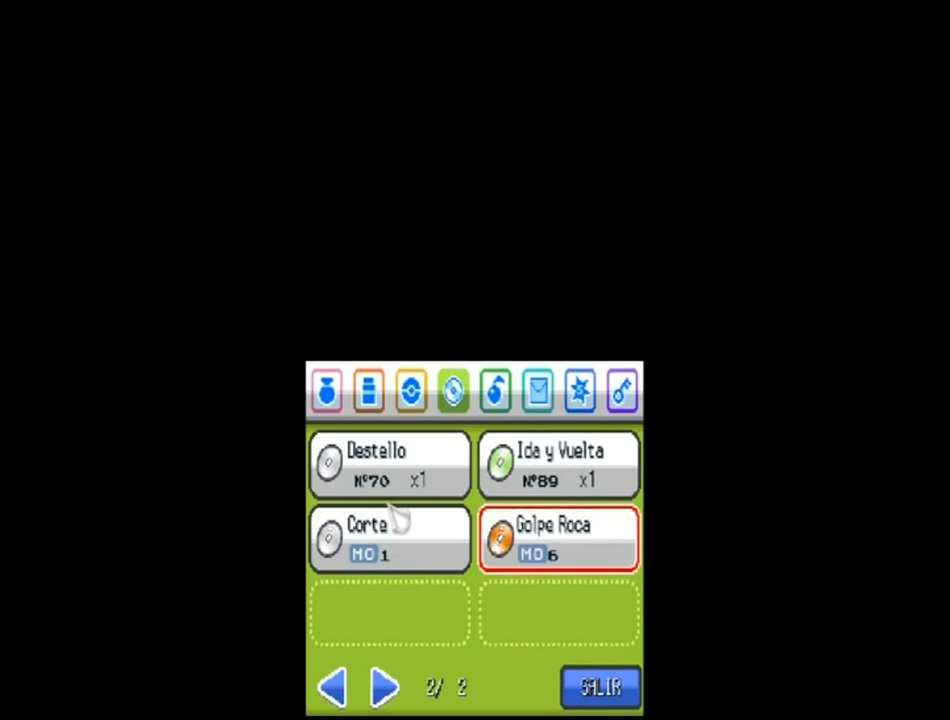 Destello
Nº70 x1
Ida y Vuelta
Nº89 x1
Corte
MO 1
Golpe Roca
MO 6
2/ 2
SALIR